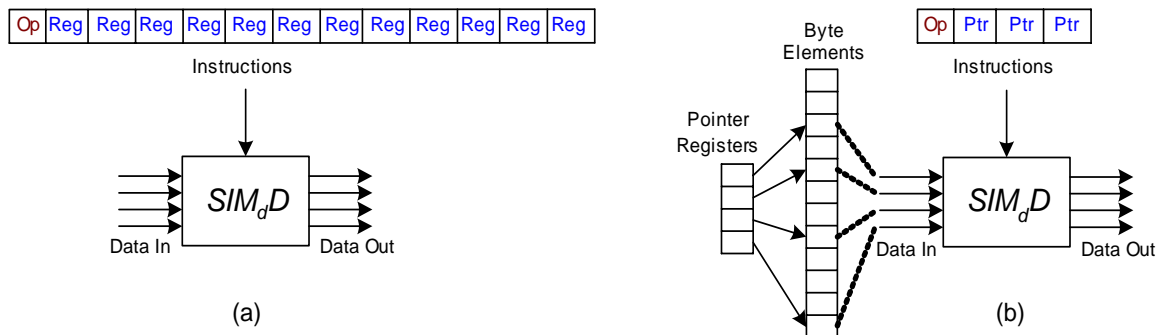 Op Reg Reg Reg Reg Reg Reg Reg Reg Reg Reg Reg Reg
Instructions
SIMdD
Data In
Data Out
(a)
Pointer
Registers
Byte
Elements
Op Ptr Ptr Ptr
Instructions
SIMdD
Data In
Data Out
(b)